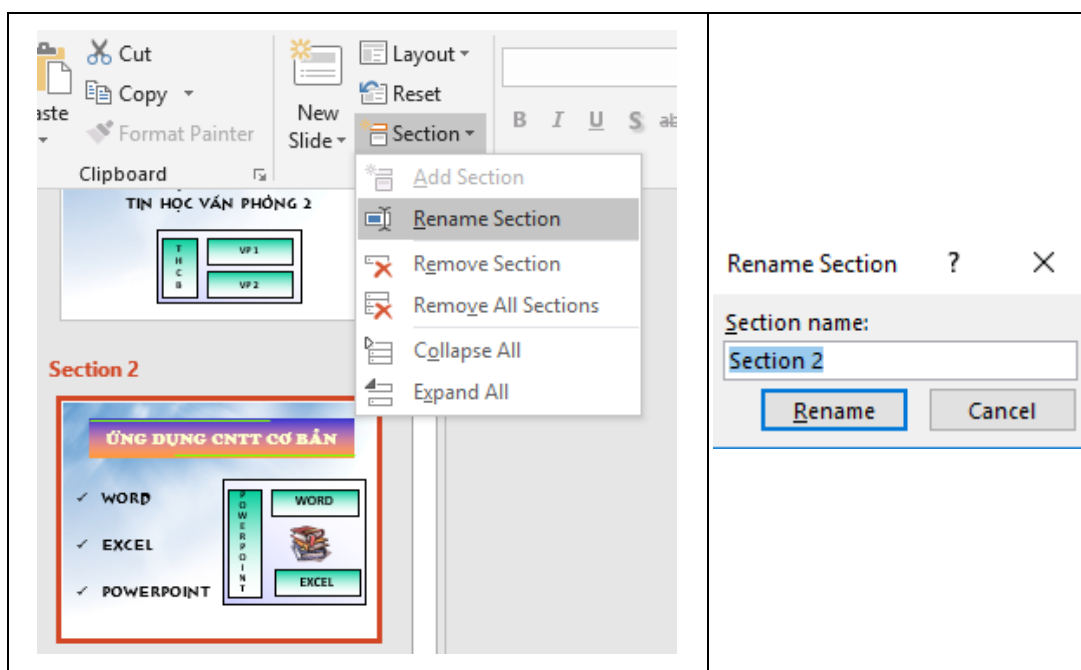 Cut
Copy
aste
Format Painter
Clipboard
New
Slide
Layout
Reset
Section
B I U S ab
Add Section
Rename Section
Remove Section
Remove All Sections
Collapse All
Expand All
TIN HỌC VĂN PHÒNG 2
THCB
VP 1
VP 2
Section 2
ỨNG DỤNG CNTT CƠ BẢN
✓ WORD
✓ EXCEL
✓ POWERPOINT
POWERPOINT
WORD
EXCEL
Rename Section ? ×
Section name:
Section 2
Rename Cancel